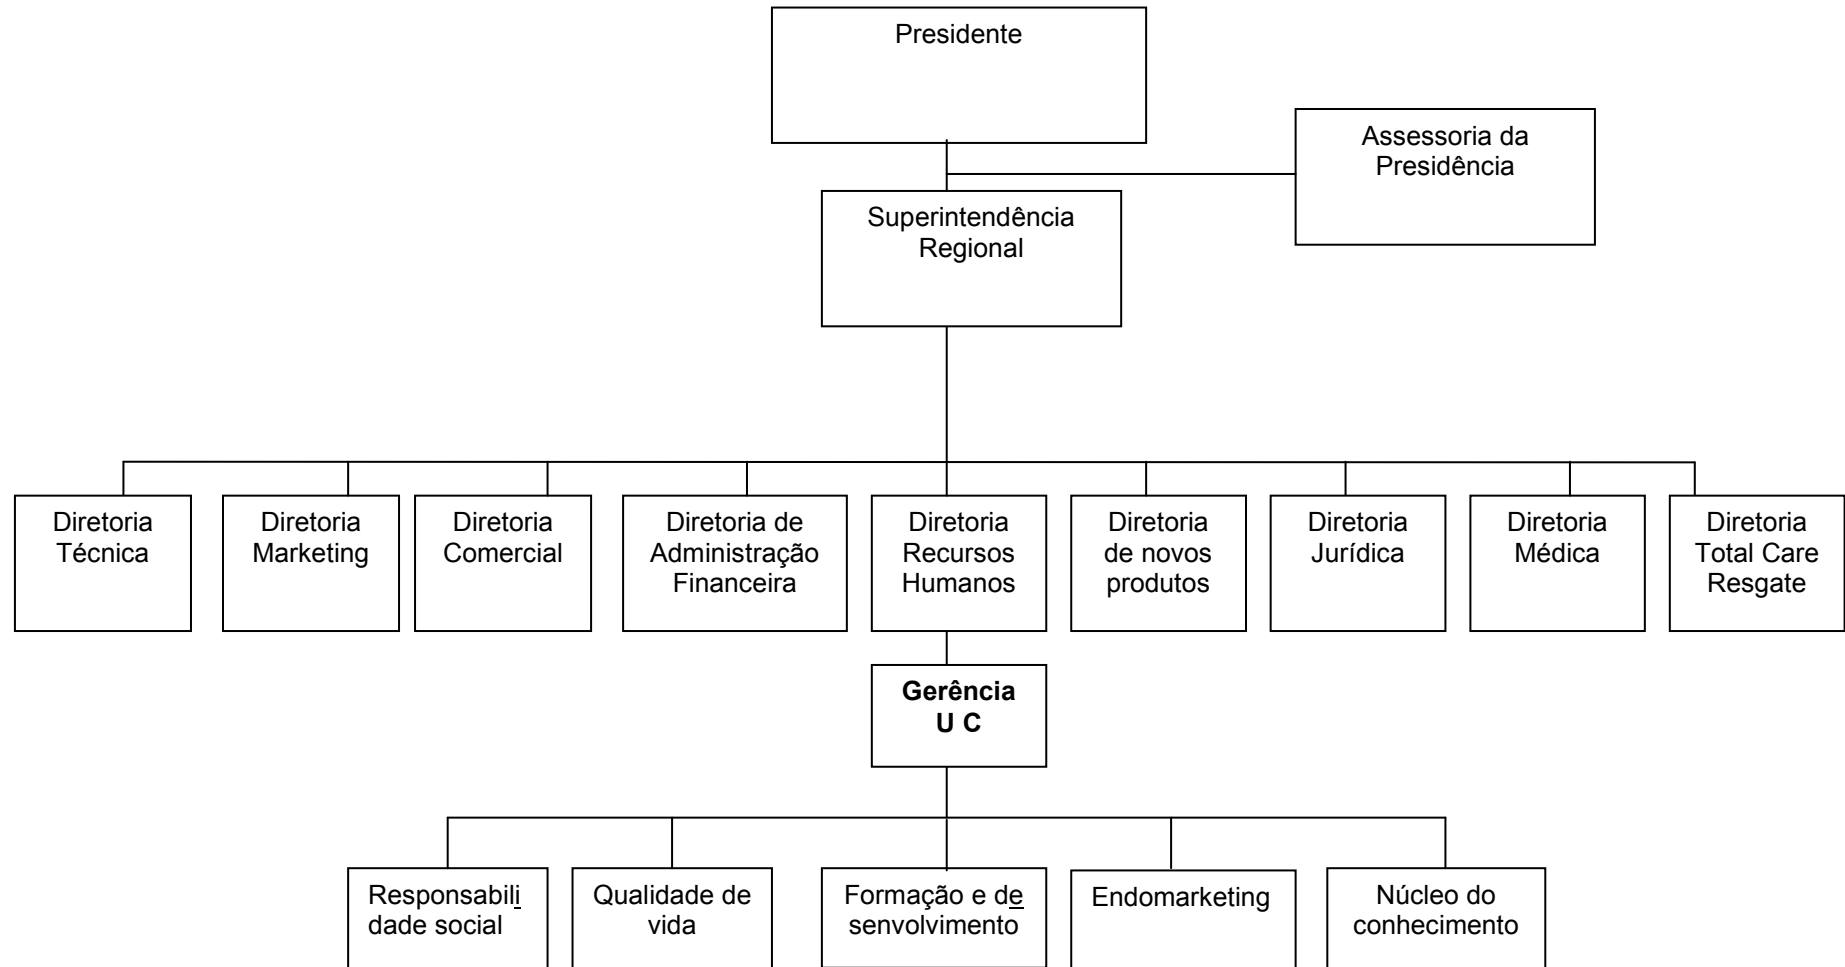 Presidente
Assessoria da
Presidência
Superintendência
Regional
Diretoria
Técnica
Diretoria
Marketing
Diretoria
Comercial
Diretoria de
Administração
Financeira
Diretoria
Recursos
Humanos
Diretoria
de novos
produtos
Diretoria
Jurídica
Diretoria
Médica
Diretoria
Total Care
Resgate
Gerência
U C
Responsabili
dade social
Qualidade de
vida
Formação e de
senvolvimento
Endomarketing
Núcleo do
conhecimento